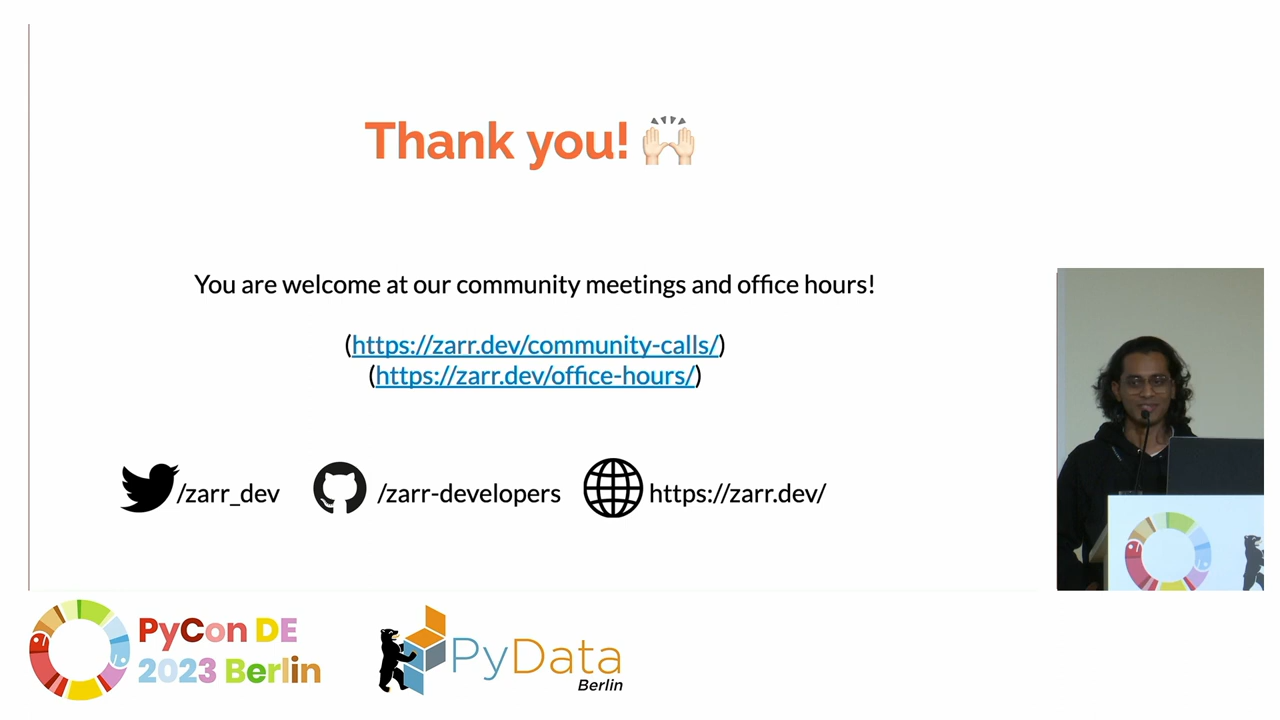 Thank you! 🙌🏻
You are welcome at our community meetings and office hours!
(https://zarr.dev/community-calls/)
(https://zarr.dev/office-hours/)
/zarr_dev /zarr-developers https://zarr.dev/
PyCon DE
2023 Berlin
PyData
Berlin